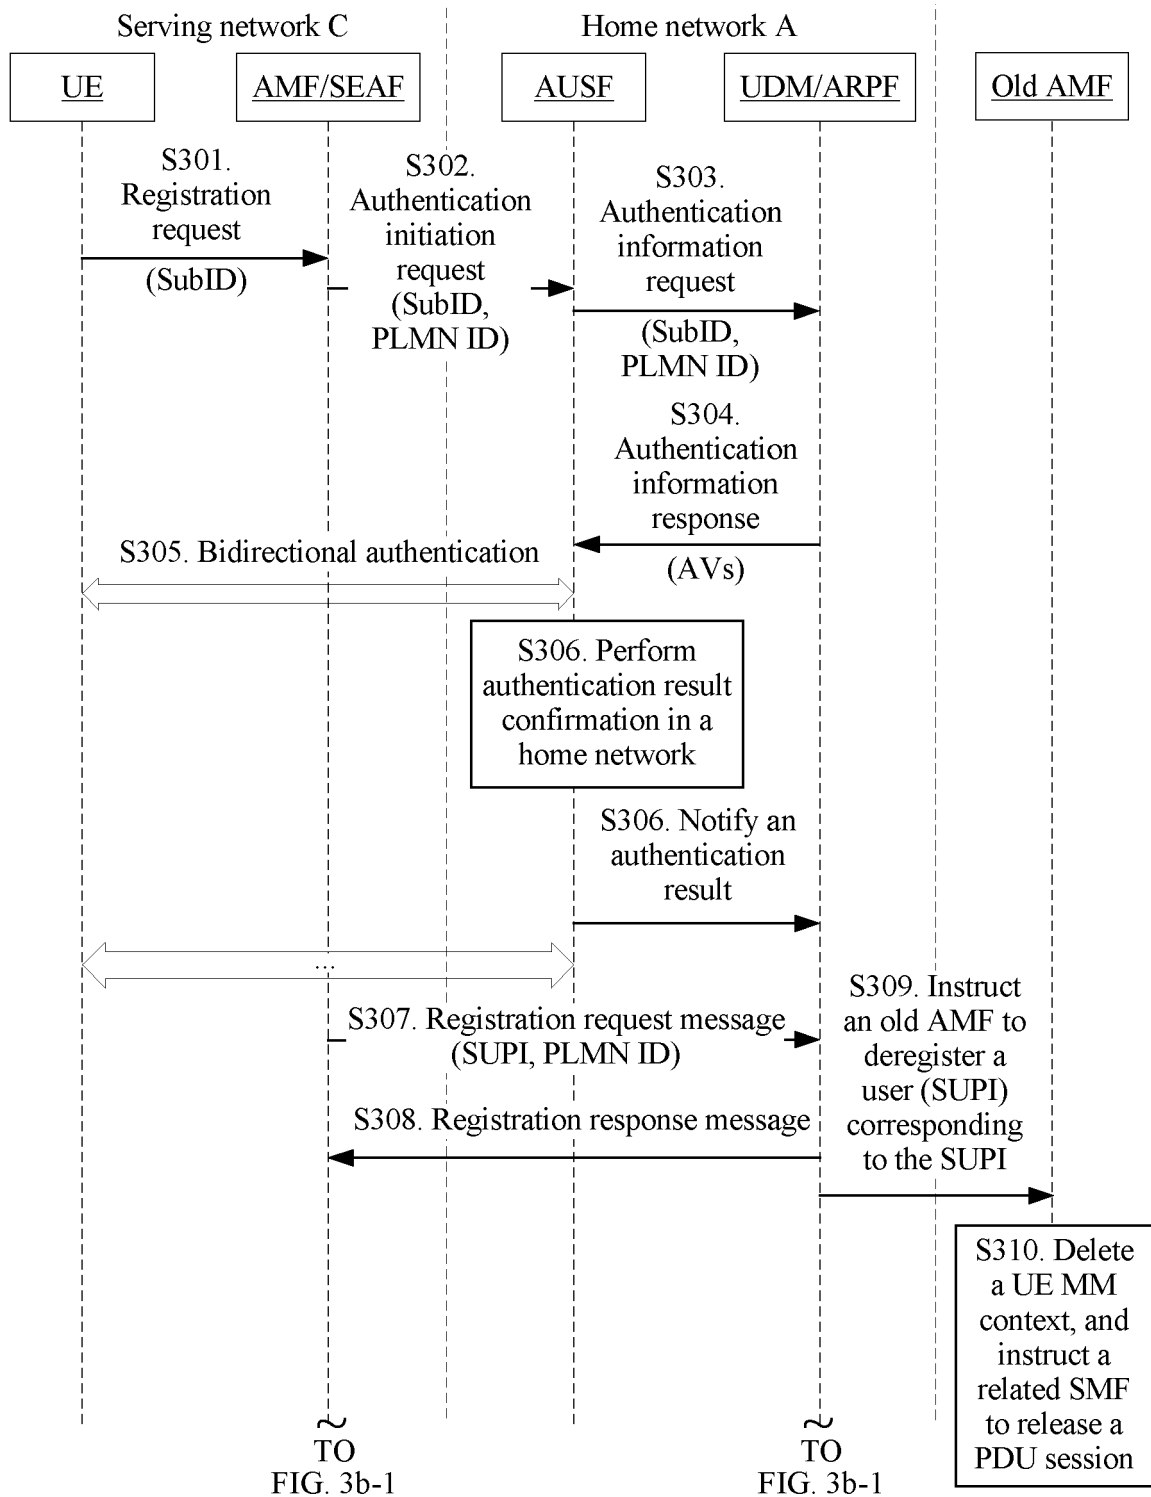 Serving network C
Home network A
UE
AMF/SEAF
AUSF
UDM/ARPF
Old AMF
S301.
Registration
request
(SubID)
S302.
Authentication
initiation
request
(SubID,
PLMN ID)
S303.
Authentication
information
request
(SubID,
PLMN ID)
S304.
Authentication
information
response
(AVs)
S305. Bidirectional authentication
S306. Perform
authentication result
confirmation in a
home network
S306. Notify an
authentication
result
...
S307. Registration request message
(SUPI, PLMN ID)
S308. Registration response message
S309. Instruct
an old AMF to
deregister a
user (SUPI)
corresponding
to the SUPI
S310. Delete
a UE MM
context, and
instruct a
related SMF
to release a
PDU session
~
TO
FIG. 3b-1
~
TO
FIG. 3b-1